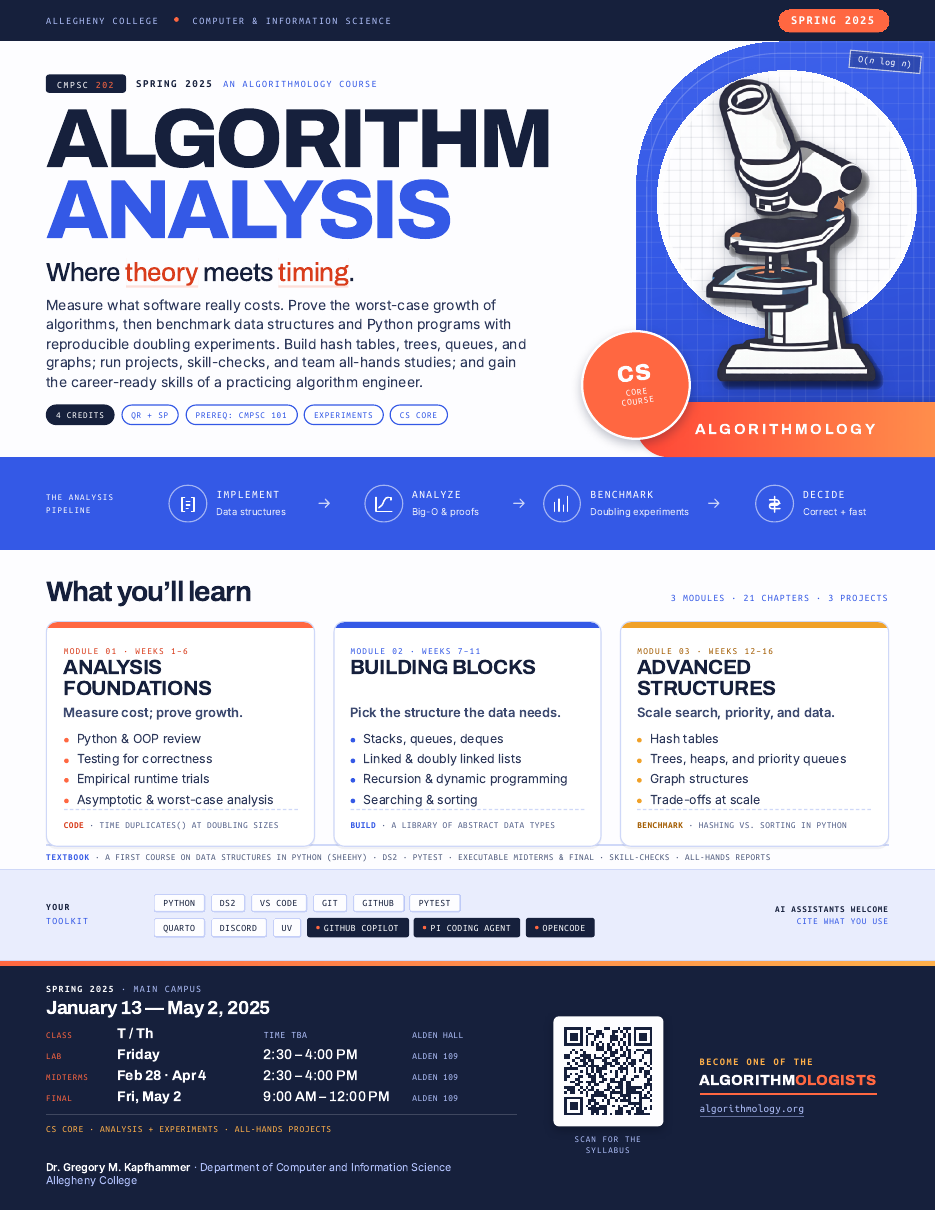 ALLEGHENY COLLEGE • COMPUTER & INFORMATION SCIENCE
SPRING 2025
O(n log n)
CMPSC 202 SPRING 2025 AN ALGORITHMOLOGY COURSE
ALGORITHM
ANALYSIS
Where theory meets timing.
Measure what software really costs. Prove the worst-case growth of
algorithms, then benchmark data structures and Python programs with
reproducible doubling experiments. Build hash tables, trees, queues, and
graphs; run projects, skill-checks, and team all-hands studies; and gain
the career-ready skills of a practicing algorithm engineer.
4 CREDITS QR + SP PREREQ: CMPSC 101 EXPERIMENTS CS CORE
CS
CORE
COURSE
ALGORITHMOLOGY
THE ANALYSIS
PIPELINE
IMPLEMENT
Data structures
→
ANALYZE
Big-O & proofs
→
BENCHMARK
Doubling experiments
→
DECIDE
Correct + fast
What you’ll learn
3 MODULES · 21 CHAPTERS · 3 PROJECTS
MODULE 01 · WEEKS 1–6
ANALYSIS
FOUNDATIONS
Measure cost; prove growth.
• Python & OOP review
• Testing for correctness
• Empirical runtime trials
• Asymptotic & worst-case analysis
CODE · TIME DUPLICATES() AT DOUBLING SIZES
MODULE 02 · WEEKS 7–11
BUILDING BLOCKS
Pick the structure the data needs.
• Stacks, queues, deques
• Linked & doubly linked lists
• Recursion & dynamic programming
• Searching & sorting
BUILD · A LIBRARY OF ABSTRACT DATA TYPES
MODULE 03 · WEEKS 12–16
ADVANCED
STRUCTURES
Scale search, priority, and data.
• Hash tables
• Trees, heaps, and priority queues
• Graph structures
• Trade-offs at scale
BENCHMARK · HASHING VS. SORTING IN PYTHON
TEXTBOOK · A FIRST COURSE ON DATA STRUCTURES IN PYTHON (SHEEHY) · DS2 · PYTEST · EXECUTABLE MIDTERMS & FINAL · SKILL-CHECKS · ALL-HANDS REPORTS
YOUR
TOOLKIT
PYTHON DS2 VS CODE GIT GITHUB PYTEST
QUARTO DISCORD UV • GITHUB COPILOT • PI CODING AGENT • OPENCODE
AI ASSISTANTS WELCOME
CITE WHAT YOU USE
SPRING 2025 · MAIN CAMPUS
January 13 — May 2, 2025
CLASS T / Th TIME TBA ALDEN HALL
LAB Friday 2:30 – 4:00 PM ALDEN 109
MIDTERMS Feb 28 · Apr 4 2:30 – 4:00 PM ALDEN 109
FINAL Fri, May 2 9:00 AM – 12:00 PM ALDEN 109
CS CORE · ANALYSIS + EXPERIMENTS · ALL-HANDS PROJECTS
Dr. Gregory M. Kapfhammer · Department of Computer and Information Science
Allegheny College
SCAN FOR THE
SYLLABUS
BECOME ONE OF THE
ALGORITHMOLOGISTS
algorithmology.org